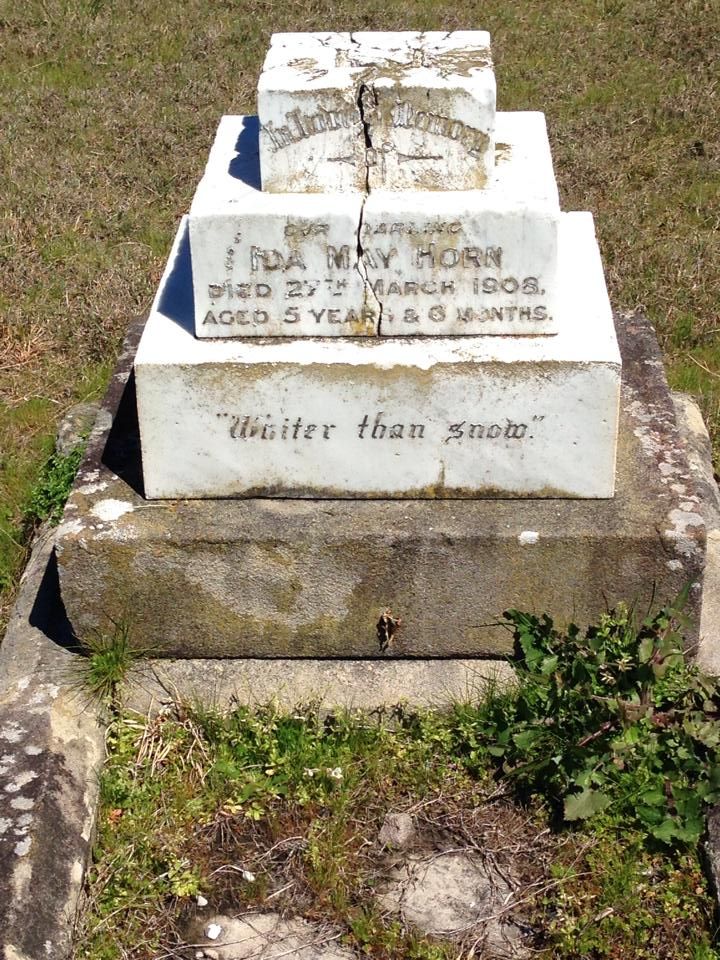 In Loving Memory
OF
OUR DARLING
IDA MAY HORN
DIED 27TH MARCH 1908.
AGED 5 YEARS & 6 MONTHS.
"Whiter than snow."